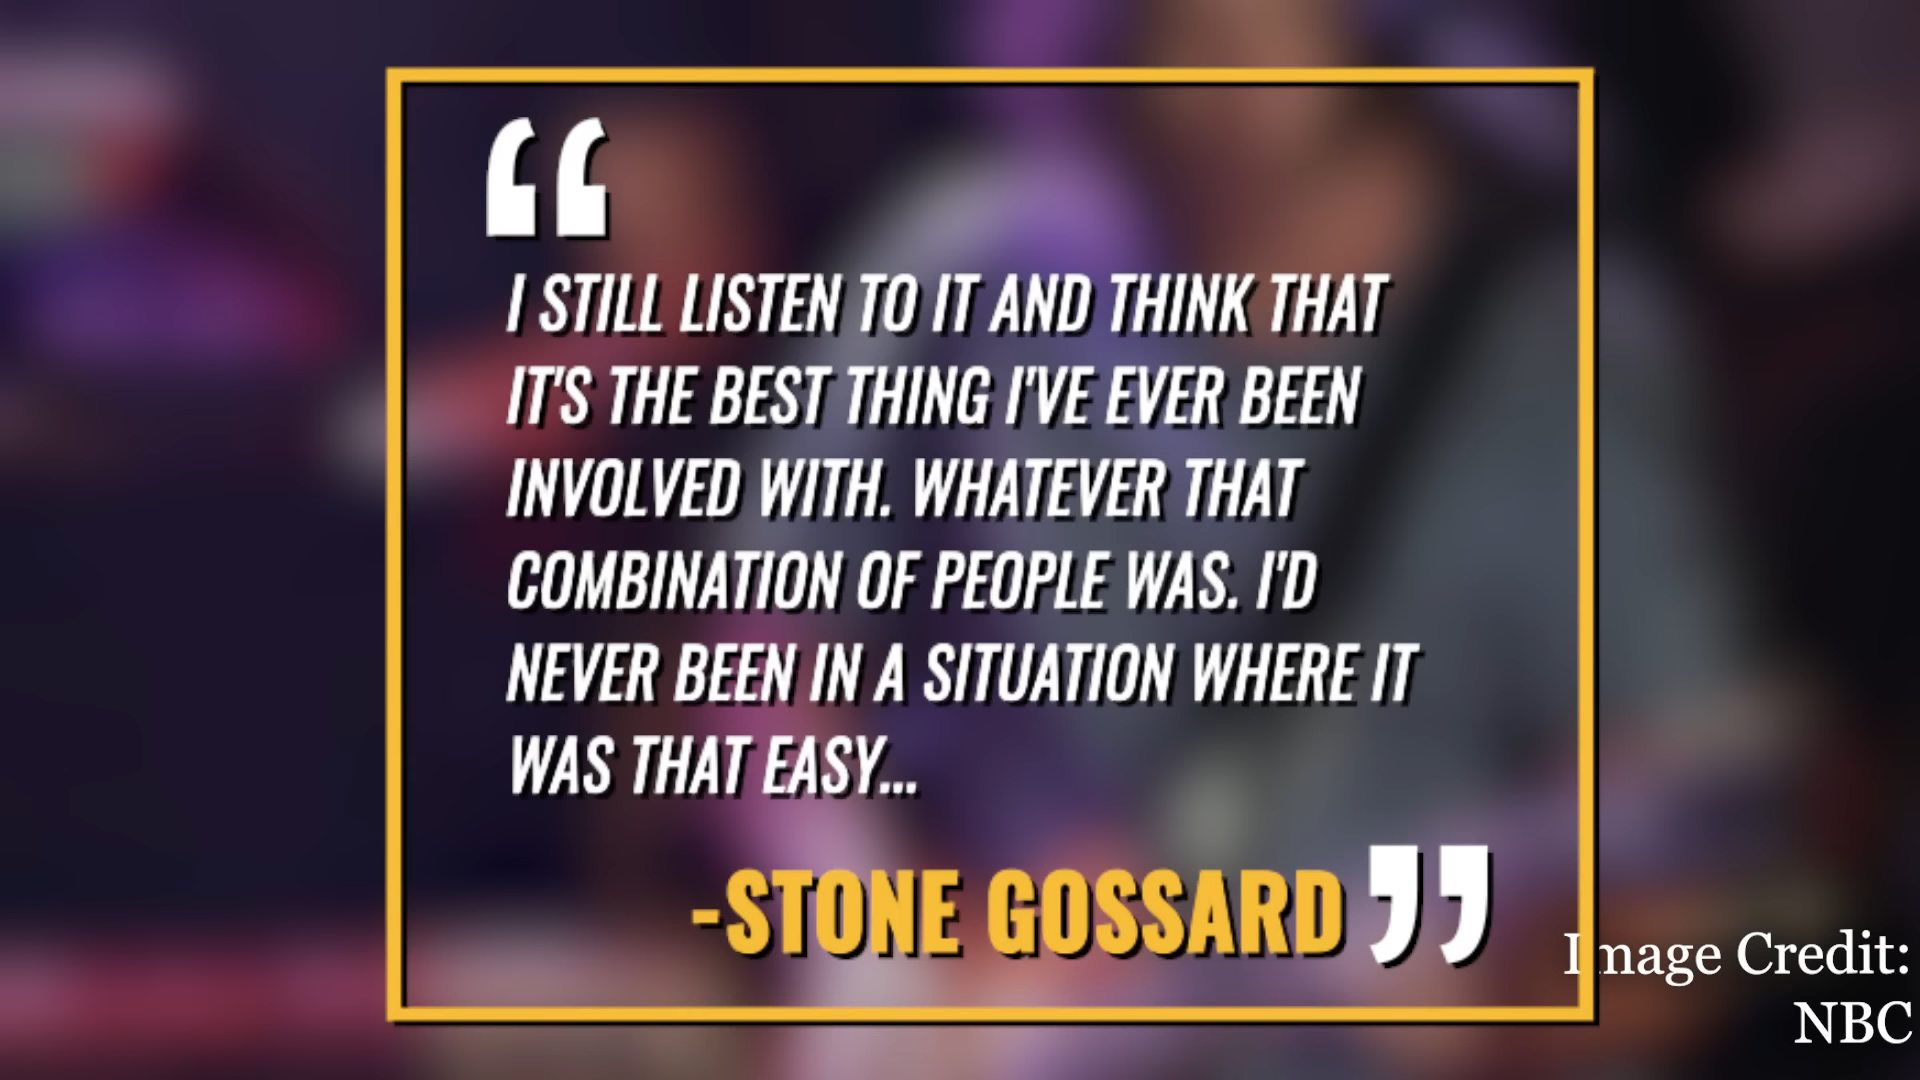 “
I STILL LISTEN TO IT AND THINK THAT
IT'S THE BEST THING I'VE EVER BEEN
INVOLVED WITH. WHATEVER THAT
COMBINATION OF PEOPLE WAS. I'D
NEVER BEEN IN A SITUATION WHERE IT
WAS THAT EASY...
-STONE GOSSARD ”
Image Credit:
NBC